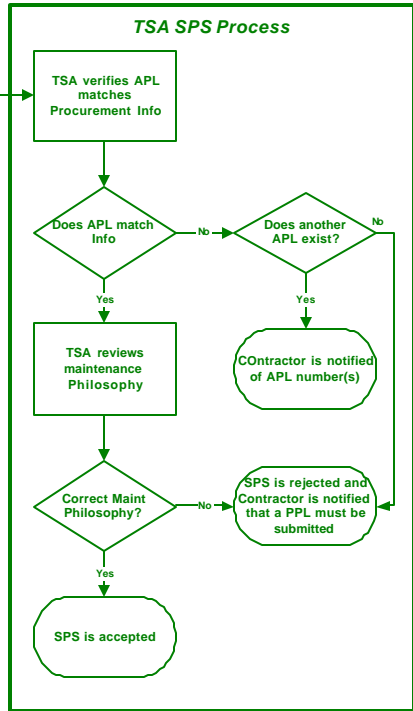 TSA SPS Process
TSA verifies APL
matches
Procurement Info
Does APL match
Info
No
Does another
APL exist?
No
Yes
Yes
TSA reviews
maintenance
Philosophy
COntractor is notified
of APL number(s)
Correct Maint
Philosophy?
No
SPS is rejected and
Contractor is notified
that a PPL must be
submitted
Yes
SPS is accepted